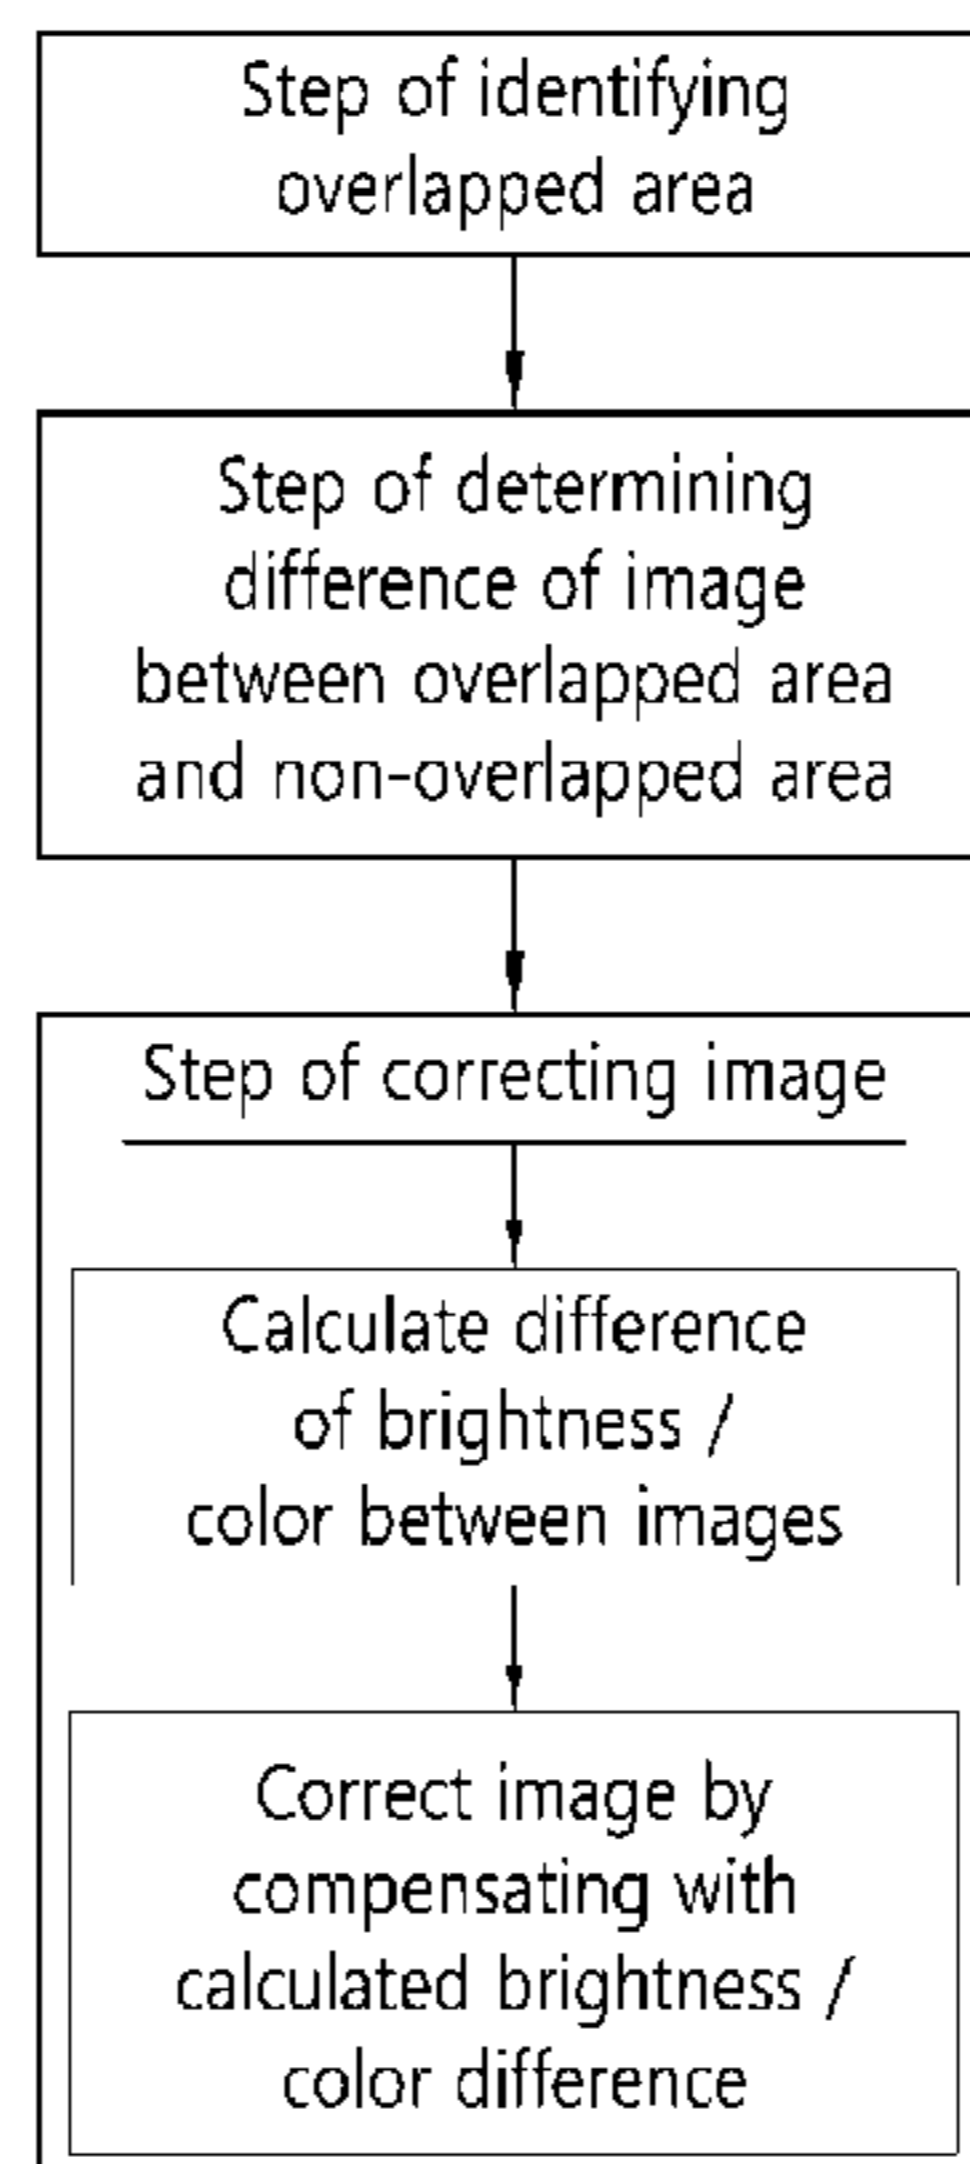 Step of identifying
overlapped area
Step of determining
difference of image
between overlapped area
and non-overlapped area
Step of correcting image
Calculate difference
of brightness /
color between images
Correct image by
compensating with
calculated brightness /
color difference